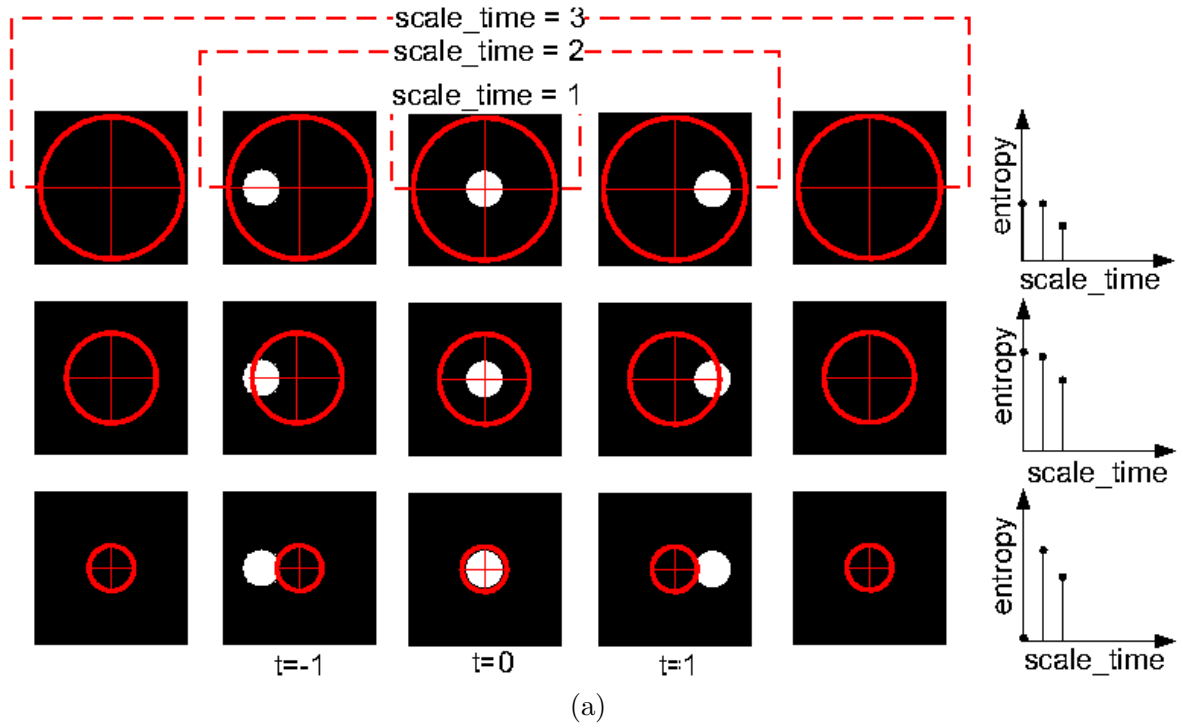 scale_time = 3
scale_time = 2
scale_time = 1
entropy
scale_time
entropy
scale_time
entropy
scale_time
t=-1
t=0
t=1
(a)